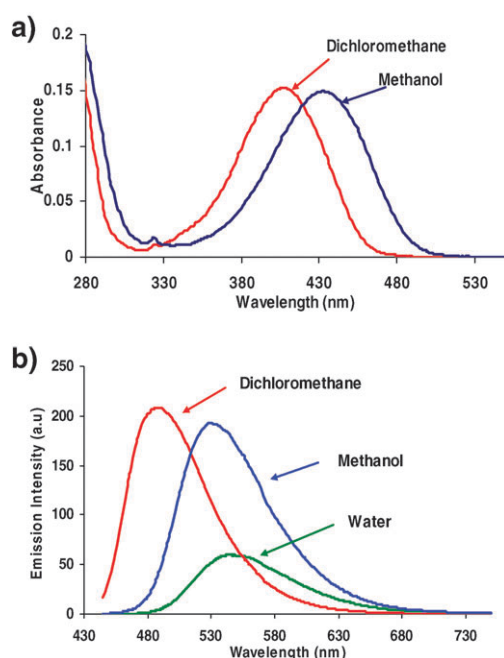 a)
0.2
Dichloromethane
Methanol
0.15
Absorbance
0.1
0.05
0
280 330 380 430 480 530
Wavelength (nm)
b)
250
Dichloromethane
200
Methanol
Emission Intensity (a.u)
150
Water
100
50
0
430 480 530 580 630 680 730
Wavelength (nm)